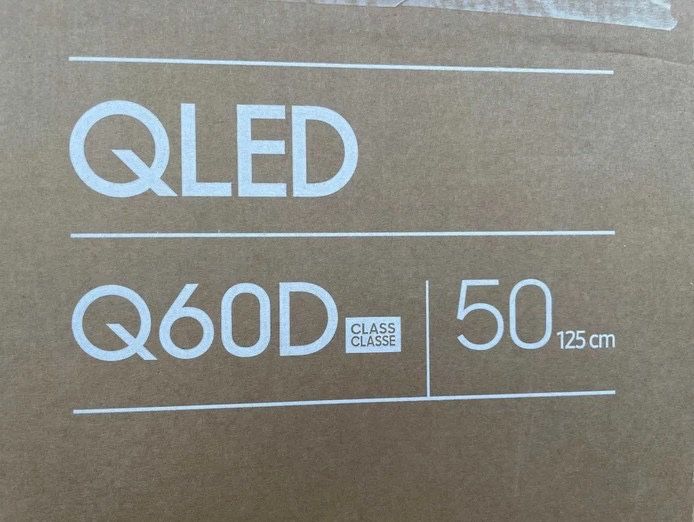 QLED
Q60D CLASS CLASSE 50 125 cm